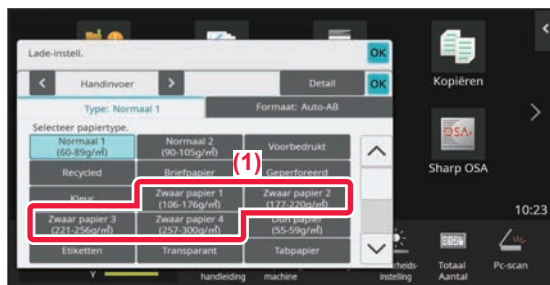 Lade-instell.
OK
Handinvoer
Detail
OK
Type: Normaal 1
Formaat: Auto-AB
Selecteer papiertype.
Normaal 1
(60-89g/㎡)
Normaal 2
(90-105g/㎡)
Voorbedrukt
Recycled
Briefpapier
Geperforeerd
(1)
Kleur
Zwaar papier 1
(106-176g/㎡)
Zwaar papier 2
(177-220g/㎡)
Zwaar papier 3
(221-256g/㎡)
Zwaar papier 4
(257-300g/㎡)
Dun papier
(55-59g/㎡)
Etiketten
Transparant
Tabpapier
Kopiëren
OSA
Sharp OSA
10:23
Y
handleiding
machine
heids-
instelling
Totaal
Aantal
Pc-scan